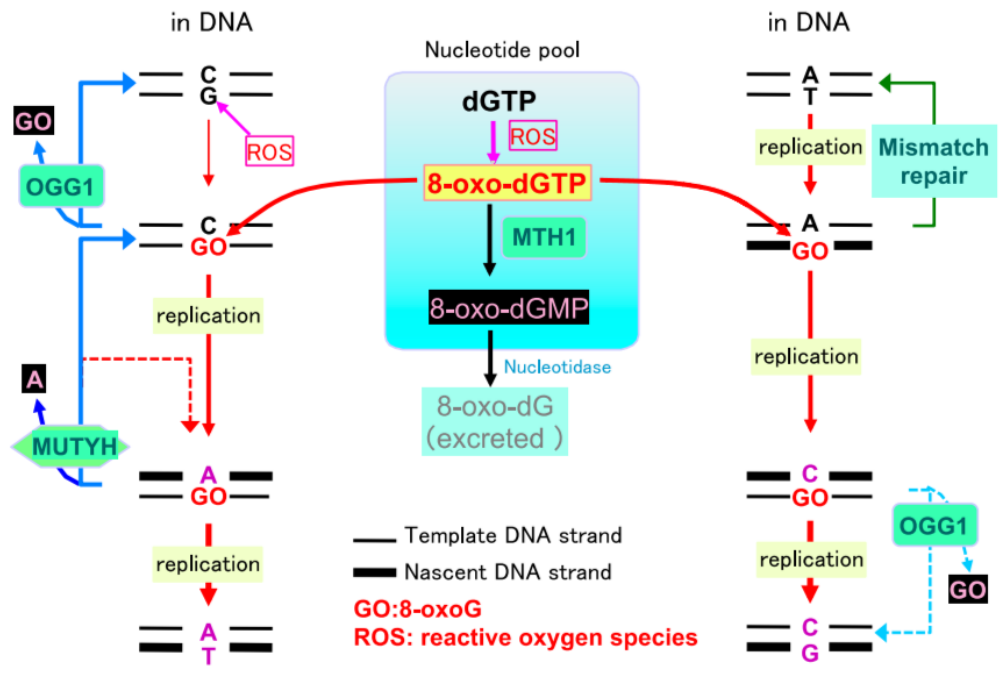 in DNA
C
G
ROS
GO
OGG1
C
GO
replication
A
MUTYH
A
GO
replication
A
T
Nucleotide pool
dGTP
ROS
8-oxo-dGTP
MTH1
8-oxo-dGMP
Nucleotidase
8-oxo-dG
(excreted )
Template DNA strand
Nascent DNA strand
GO:8-oxoG
ROS: reactive oxygen species
in DNA
A
T
replication
Mismatch
repair
A
GO
replication
C
GO
OGG1
replication
GO
C
G